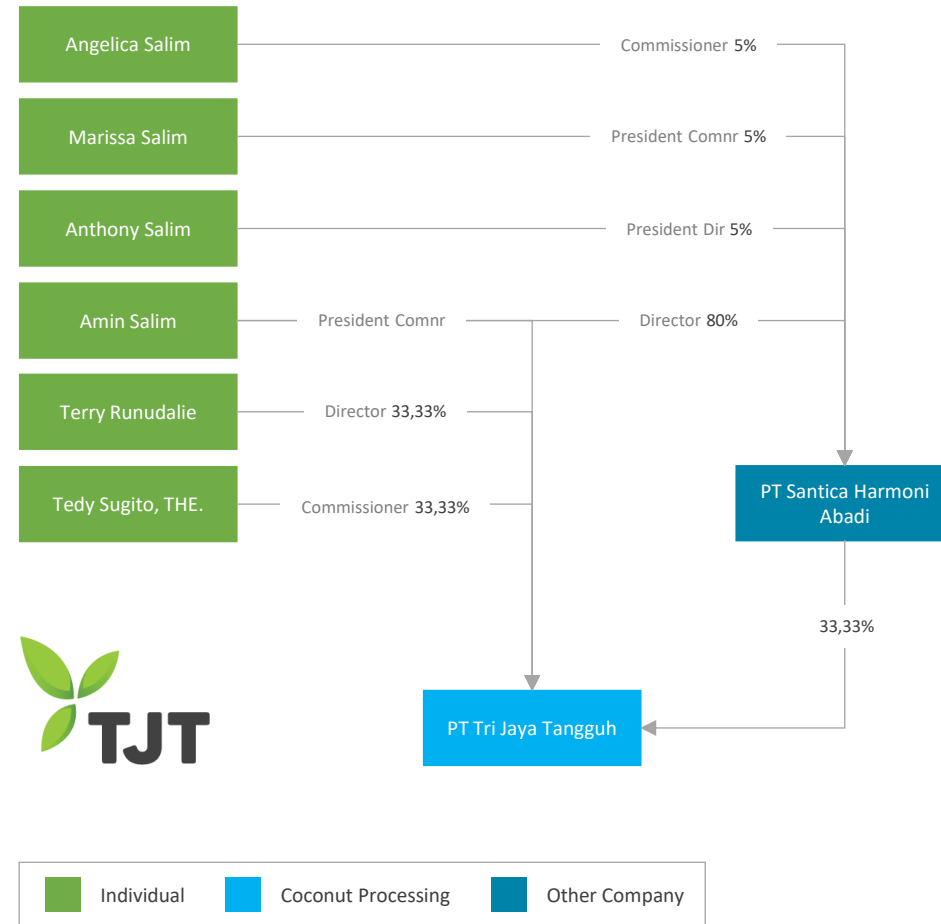 Angelica Salim
Commissioner 5%
Marissa Salim
President Comnr 5%
Anthony Salim
President Dir 5%
Amin Salim
President Comnr
Director 80%
Terry Runudalie
Director 33,33%
Tedy Sugito, THE.
Commissioner 33,33%
PT Santica Harmoni
Abadi
33,33%
TJT
PT Tri Jaya Tangguh
Individual
Coconut Processing
Other Company